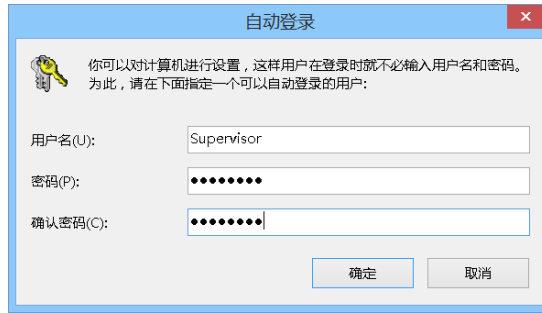 自动登录
你可以对计算机进行设置，这样用户在登录时就不必输入用户名和密码。
为此，请在下面指定一个可以自动登录的用户:
用户名(U):
Supervisor
密码(P):
●●●●●●●●
确认密码(C):
●●●●●●●●
确定
取消